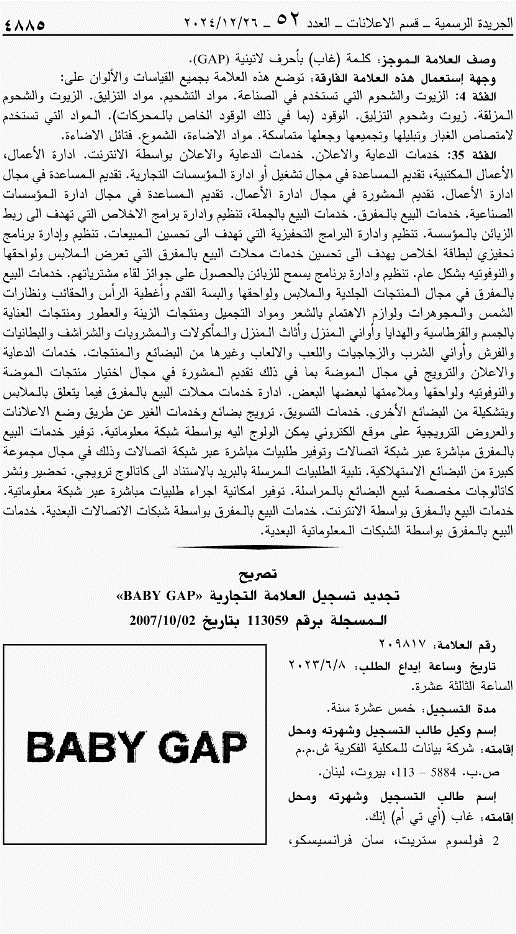 الجريدة الرسمية ــ قسم الاعلانات ــ العدد ٥٢ ــ ٢٠٢٤/١٢/٢٦
٤٨٨٥
وصف العلامة الموجز: كلمة (غاب) بأحرف لاتينية (GAP).
وجهة إستعمال هذه العلامة الفارقة: توضع هذه العلامة بجميع القياسات والألوان على:
الفئة 4: الزيوت والشحوم التي تستخدم في الصناعة. مواد التشحيم. مواد التزليق. الزيوت والشحوم
المزلقة. زيوت وشحوم التزليق. الوقود (بما في ذلك الوقود الخاص بالمحركات). المواد التي تستخدم
لامتصاص الغبار وتبليلها وتجميعها وجعلها متماسكة. مواد الاضاءة، الشموع. فتائل الاضاءة.
الفئة 35: خدمات الدعاية والاعلان. خدمات الدعاية والاعلان بواسطة الانترنت. ادارة الأعمال،
الأعمال المكتبية، تقديم المساعدة في مجال تشغيل أو ادارة المؤسسات التجارية. تقديم المساعدة في مجال
ادارة الأعمال. تقديم المشورة في مجال ادارة الأعمال. تقديم المساعدة في مجال ادارة المؤسسات
الصناعية. خدمات البيع بالمفرق. خدمات البيع بالجملة، تنظيم وادارة برامج الاخلاص التي تهدف الى ربط
الزبائن بالمؤسسة. تنظيم وادارة البرامج التحفيزية التي تهدف الى تحسين المبيعات. تنظيم وإدارة برنامج
تحفيزي لبطاقة اخلاص يهدف الى تحسين خدمات محلات البيع بالمفرق التي تعرض الملابس ولواحقها
والنوفوتيه بشكل عام. تنظيم وادارة برنامج يسمح للزبائن بالحصول على جوائز لقاء مشترياتهم. خدمات البيع
بالمفرق في مجال المنتجات الجلدية والملابس ولواحقها والبسة القدم وأغطية الرأس والحقائب ونظارات
الشمس والمجوهرات ولوازم الاهتمام بالشعر ومواد التجميل ومنتجات الزينة والعطور ومنتجات العناية
بالجسم والقرطاسية والهدايا وأواني المنزل وأثاث المنزل والمأكولات والمشروبات والشراشف والبطانيات
والفرش وأواني الشرب والزجاجيات واللعب والالعاب وغيرها من البضائع والمنتجات. خدمات الدعاية
والاعلان والترويج في مجال الموضة بما في ذلك تقديم المشورة في مجال اختيار منتجات الموضة
والنوفوتيه ولواحقها وملاءمتها لبعضها البعض. ادارة خدمات محلات البيع بالمفرق فيما يتعلق بالملابس
وبتشكيلة من البضائع الأخرى. خدمات التسويق. ترويج بضائع وخدمات الغير عن طريق وضع الاعلانات
والعروض الترويجية على موقع الكتروني يمكن الولوج اليه بواسطة شبكة معلوماتية. توفير خدمات البيع
بالمفرق مباشرة عبر شبكة اتصالات وتوفير طلبيات مباشرة عبر شبكة اتصالات وذلك في مجال مجموعة
كبيرة من البضائع الاستهلاكية. تلبية الطلبيات المرسلة بالبريد بالاستناد الى كاتالوج ترويجي. تحضير ونشر
كاتالوجات مخصصة لبيع البضائع بالمراسلة. توفير امكانية اجراء طلبيات مباشرة عبر شبكة معلوماتية.
خدمات البيع بالمفرق بواسطة الانترنت. خدمات البيع بالمفرق بواسطة شبكات الاتصالات البعدية. خدمات
البيع بالمفرق بواسطة الشبكات المعلوماتية البعدية.
تصريح
تجديد تسجيل العلامة التجارية «BABY GAP»
المسجلة برقم 113059 بتاريخ 2007/10/02
رقم العلامة: ٢٠٩٨١٧
تاريخ وساعة إيداع الطلب: ٢٠٢٣/٦/٨
الساعة الثالثة عشرة.
مدة التسجيل: خمس عشرة سنة.
إسم وكيل طالب التسجيل وشهرته ومحل
إقامته: شركة بيانات للمكلية الفكرية ش.م.م
ص.ب. 5884 – 113، بيروت، لبنان.
إسم طالب التسجيل وشهرته ومحل
إقامته: غاب (أي تي أم) إنك.
2 فولسوم ستريت، سان فرانسيسكو،
BABY GAP